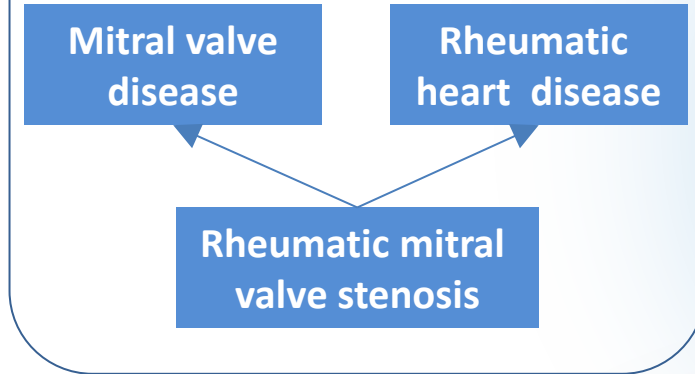 Mitral valve
disease
Rheumatic
heart  disease
Rheumatic mitral
valve stenosis